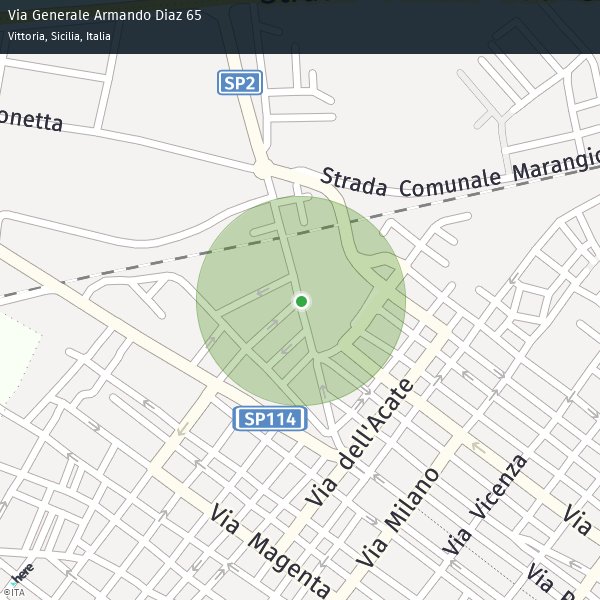 Via Generale Armando Diaz 65
Vittoria, Sicilia, Italia
Strada
SP2
onetta
Strada Comunale Marangio
SP114
Via dell'Acate
Via Milano
Via Vicenza
Via Magenta
Via
Via
here
©ITA